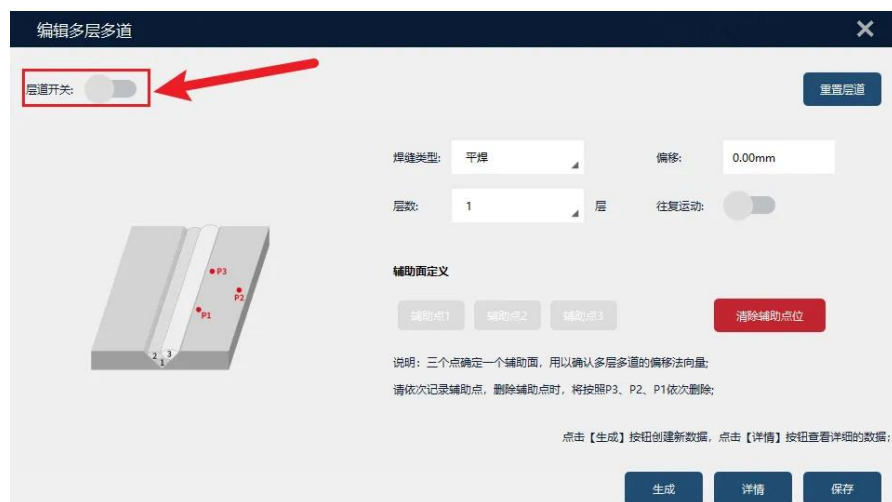 编辑多层多道
层道开关:
重置层道
焊缝类型: 平焊 偏移: 0.00mm
层数: 1 层 往复运动:
P3
P2
P1
2 3
1
辅助面定义
辅助点1 辅助点2 辅助点3 清除辅助点位
说明：三个点确定一个辅助面，用以确认多层多道的偏移法向量;
请依次记录辅助点，删除辅助点时，将按照P3、P2、P1依次删除;
点击【生成】按钮创建新数据，点击【详情】按钮查看详细的数据;
生成 详情 保存